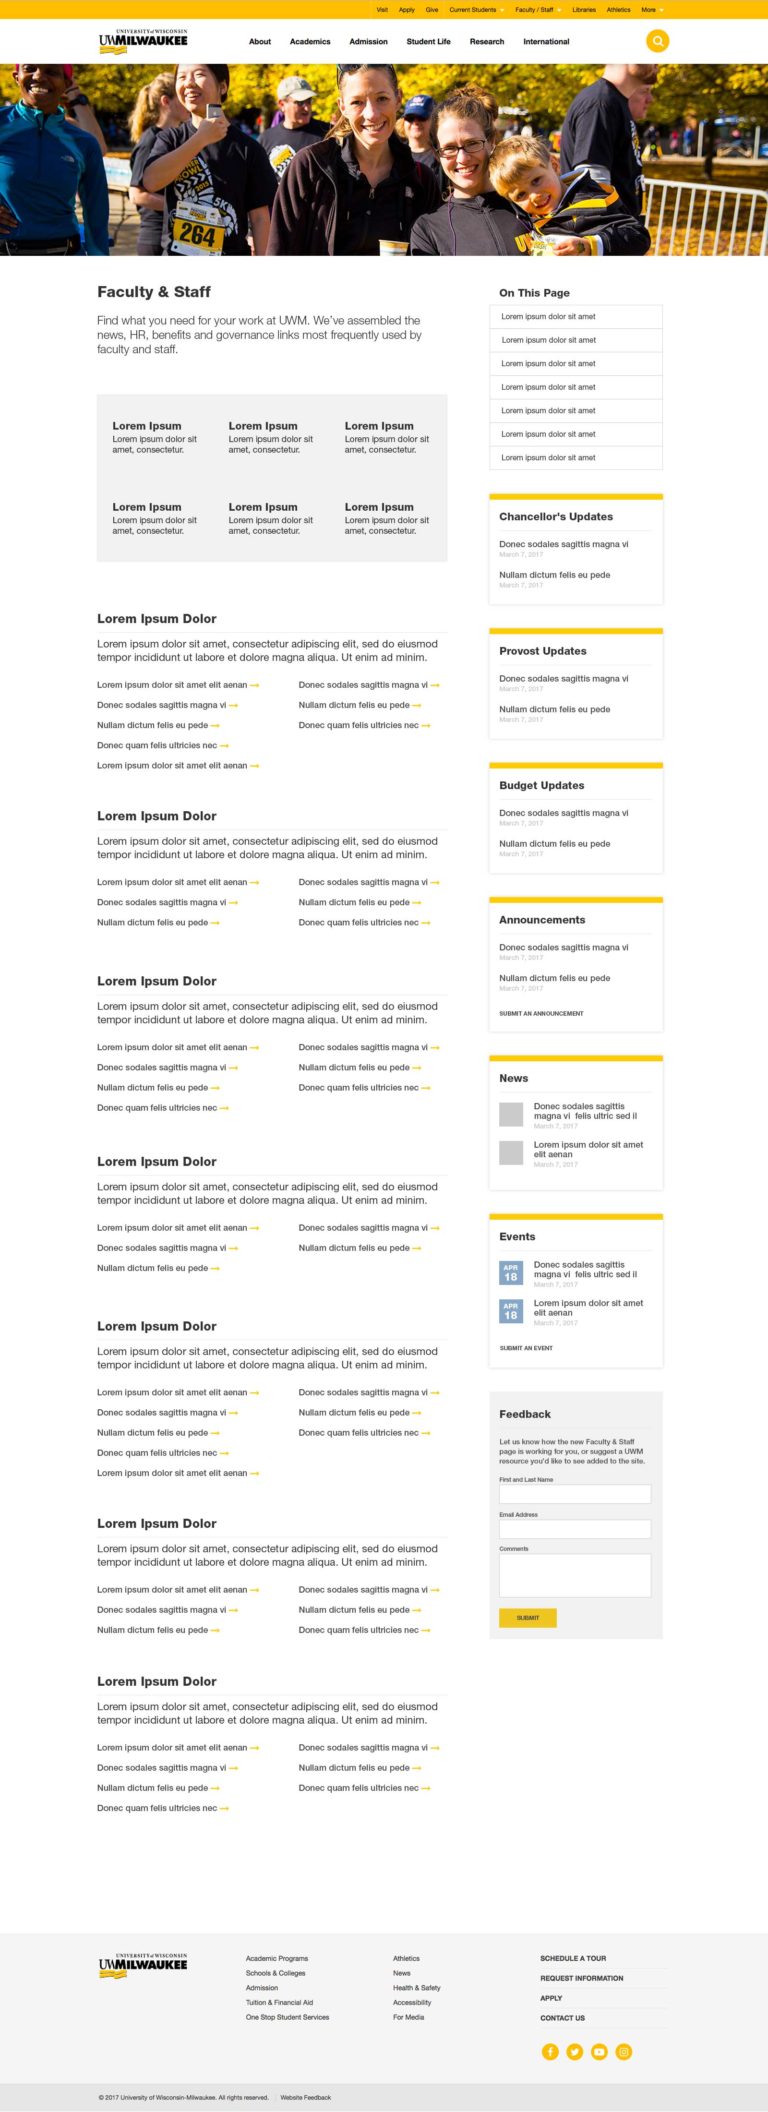 Visit Apply Give Current Students Faculty / Staff Libraries Athletics More
UNIVERSITY of WISCONSIN
UWMILWAUKEE
About Academics Admission Student Life Research International
264
Faculty & Staff
Find what you need for your work at UWM. We've assembled the
news, HR, benefits and governance links most frequently used by
faculty and staff.
Lorem Ipsum Lorem Ipsum Lorem Ipsum
Lorem ipsum dolor sit Lorem ipsum dolor sit Lorem ipsum dolor sit
amet, consectetur. amet, consectetur. amet, consectetur.
Lorem Ipsum Lorem Ipsum Lorem Ipsum
Lorem ipsum dolor sit Lorem ipsum dolor sit Lorem ipsum dolor sit
amet, consectetur. amet, consectetur. amet, consectetur.
Lorem Ipsum Dolor
Lorem ipsum dolor sit amet, consectetur adipiscing elit, sed do eiusmod
tempor incididunt ut labore et dolore magna aliqua. Ut enim ad minim.
Lorem ipsum dolor sit amet elit aenan → Donec sodales sagittis magna vi →
Donec sodales sagittis magna vi → Nullam dictum felis eu pede →
Nullam dictum felis eu pede → Donec quam felis ultricies nec →
Donec quam felis ultricies nec →
Lorem ipsum dolor sit amet elit aenan →
Lorem Ipsum Dolor
Lorem ipsum dolor sit amet, consectetur adipiscing elit, sed do eiusmod
tempor incididunt ut labore et dolore magna aliqua. Ut enim ad minim.
Lorem ipsum dolor sit amet elit aenan → Donec sodales sagittis magna vi →
Donec sodales sagittis magna vi → Nullam dictum felis eu pede →
Nullam dictum felis eu pede → Donec quam felis ultricies nec →
Lorem Ipsum Dolor
Lorem ipsum dolor sit amet, consectetur adipiscing elit, sed do eiusmod
tempor incididunt ut labore et dolore magna aliqua. Ut enim ad minim.
Lorem ipsum dolor sit amet elit aenan → Donec sodales sagittis magna vi →
Donec sodales sagittis magna vi → Nullam dictum felis eu pede →
Nullam dictum felis eu pede → Donec quam felis ultricies nec →
Donec quam felis ultricies nec →
Lorem Ipsum Dolor
Lorem ipsum dolor sit amet, consectetur adipiscing elit, sed do eiusmod
tempor incididunt ut labore et dolore magna aliqua. Ut enim ad minim.
Lorem ipsum dolor sit amet elit aenan → Donec sodales sagittis magna vi →
Donec sodales sagittis magna vi → Nullam dictum felis eu pede →
Nullam dictum felis eu pede →
Lorem Ipsum Dolor
Lorem ipsum dolor sit amet, consectetur adipiscing elit, sed do eiusmod
tempor incididunt ut labore et dolore magna aliqua. Ut enim ad minim.
Lorem ipsum dolor sit amet elit aenan → Donec sodales sagittis magna vi →
Donec sodales sagittis magna vi → Nullam dictum felis eu pede →
Nullam dictum felis eu pede → Donec quam felis ultricies nec →
Donec quam felis ultricies nec →
Lorem ipsum dolor sit amet elit aenan →
Lorem Ipsum Dolor
Lorem ipsum dolor sit amet, consectetur adipiscing elit, sed do eiusmod
tempor incididunt ut labore et dolore magna aliqua. Ut enim ad minim.
Lorem ipsum dolor sit amet elit aenan → Donec sodales sagittis magna vi →
Donec sodales sagittis magna vi → Nullam dictum felis eu pede →
Nullam dictum felis eu pede → Donec quam felis ultricies nec →
Lorem Ipsum Dolor
Lorem ipsum dolor sit amet, consectetur adipiscing elit, sed do eiusmod
tempor incididunt ut labore et dolore magna aliqua. Ut enim ad minim.
Lorem ipsum dolor sit amet elit aenan → Donec sodales sagittis magna vi →
Donec sodales sagittis magna vi → Nullam dictum felis eu pede →
Nullam dictum felis eu pede → Donec quam felis ultricies nec →
Donec quam felis ultricies nec →
On This Page
Lorem ipsum dolor sit amet
Lorem ipsum dolor sit amet
Lorem ipsum dolor sit amet
Lorem ipsum dolor sit amet
Lorem ipsum dolor sit amet
Lorem ipsum dolor sit amet
Lorem ipsum dolor sit amet
Chancellor's Updates
Donec sodales sagittis magna vi
March 7, 2017
Nullam dictum felis eu pede
March 7, 2017
Provost Updates
Donec sodales sagittis magna vi
March 7, 2017
Nullam dictum felis eu pede
March 7, 2017
Budget Updates
Donec sodales sagittis magna vi
March 7, 2017
Nullam dictum felis eu pede
March 7, 2017
Announcements
Donec sodales sagittis magna vi
March 7, 2017
Nullam dictum felis eu pede
March 7, 2017
SUBMIT AN ANNOUNCEMENT
News
Donec sodales sagittis
magna vi felis ultric sed il
March 7, 2017
Lorem ipsum dolor sit amet
elit aenan
March 7, 2017
Events
APR
18
Donec sodales sagittis
magna vi felis ultric sed il
March 7, 2017
APR
18
Lorem ipsum dolor sit amet
elit aenan
March 7, 2017
SUBMIT AN EVENT
Feedback
Let us know how the new Faculty & Staff
page is working for you, or suggest a UWM
resource you'd like to see added to the site.
First and Last Name
Email Address
Comments
SUBMIT
UNIVERSITY of WISCONSIN
UWMILWAUKEE
Academic Programs
Schools & Colleges
Admission
Tuition & Financial Aid
One Stop Student Services
Athletics
News
Health & Safety
Accessibility
For Media
SCHEDULE A TOUR
REQUEST INFORMATION
APPLY
CONTACT US
© 2017 University of Wisconsin-Milwaukee. All rights reserved. | Website Feedback